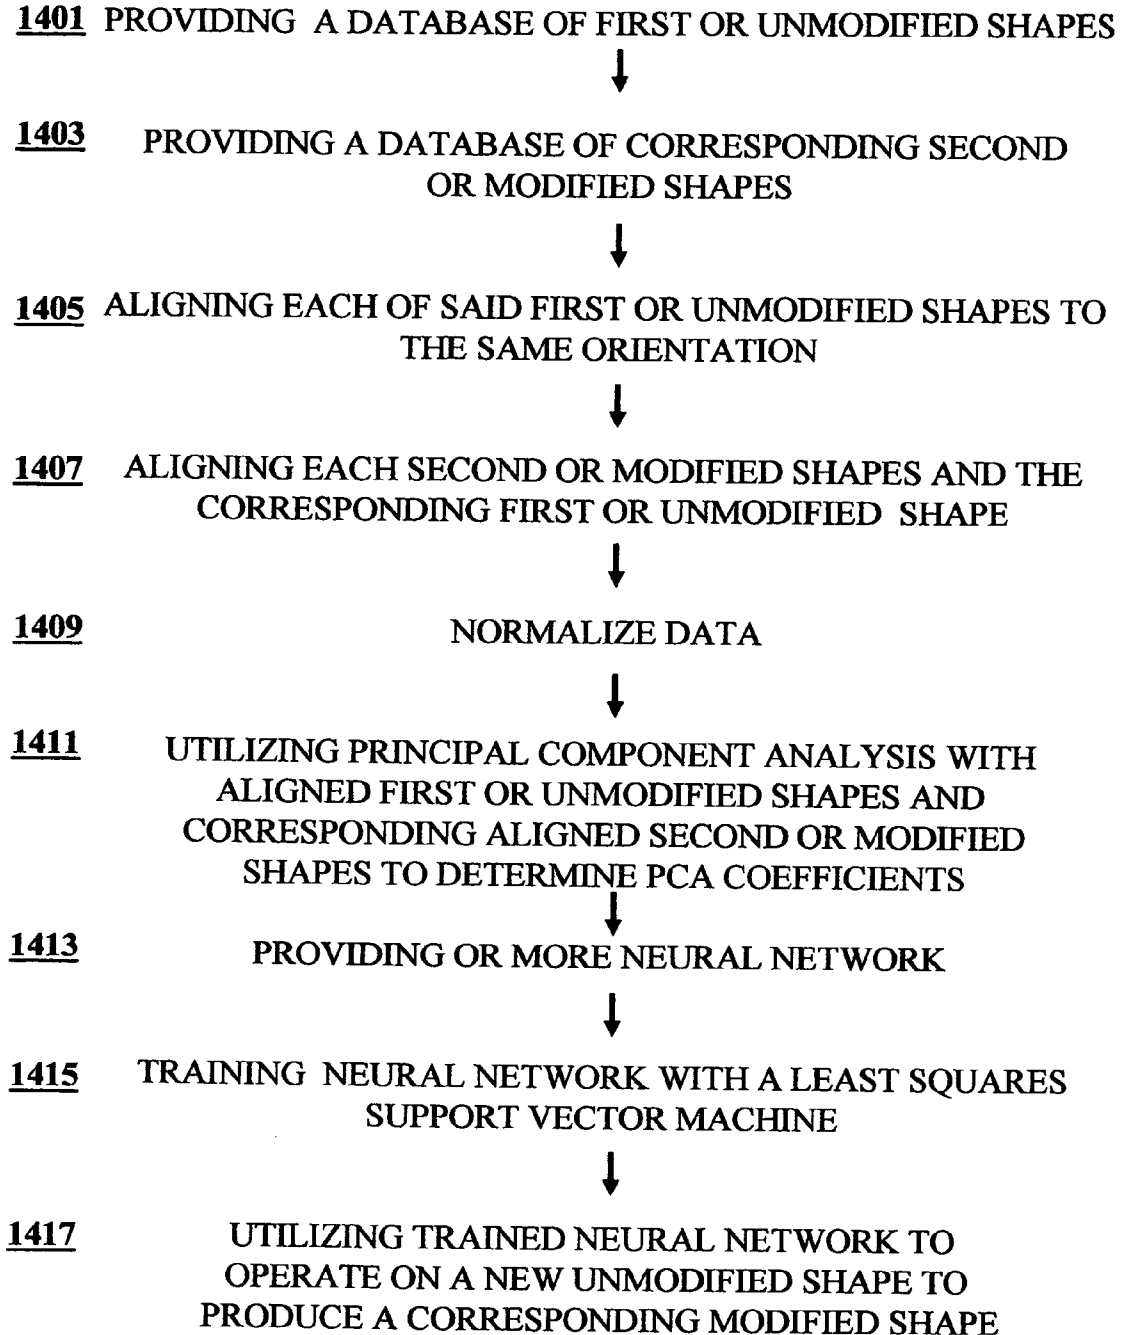 1401 PROVIDING A DATABASE OF FIRST OR UNMODIFIED SHAPES
1403 PROVIDING A DATABASE OF CORRESPONDING SECOND
OR MODIFIED SHAPES
1405 ALIGNING EACH OF SAID FIRST OR UNMODIFIED SHAPES TO
THE SAME ORIENTATION
1407 ALIGNING EACH SECOND OR MODIFIED SHAPES AND THE
CORRESPONDING FIRST OR UNMODIFIED SHAPE
1409 NORMALIZE DATA
1411 UTILIZING PRINCIPAL COMPONENT ANALYSIS WITH
ALIGNED FIRST OR UNMODIFIED SHAPES AND
CORRESPONDING ALIGNED SECOND OR MODIFIED
SHAPES TO DETERMINE PCA COEFFICIENTS
1413 PROVIDING OR MORE NEURAL NETWORK
1415 TRAINING NEURAL NETWORK WITH A LEAST SQUARES
SUPPORT VECTOR MACHINE
1417 UTILIZING TRAINED NEURAL NETWORK TO
OPERATE ON A NEW UNMODIFIED SHAPE TO
PRODUCE A CORRESPONDING MODIFIED SHAPE